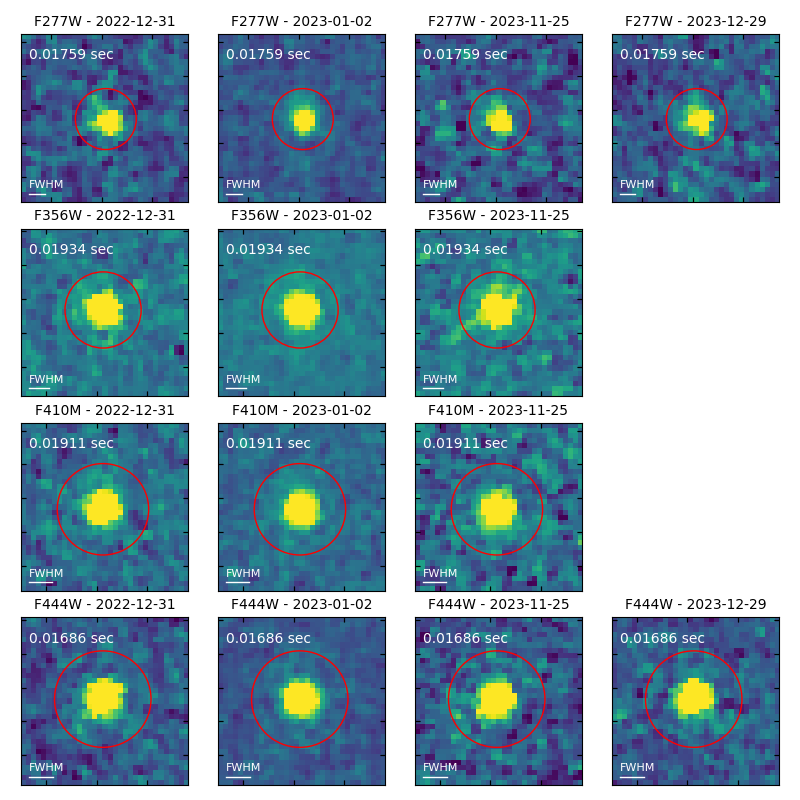 F277W - 2022-12-31
F277W - 2023-01-02
F277W - 2023-11-25
F277W - 2023-12-29
0.01759 sec
0.01759 sec
0.01759 sec
0.01759 sec
FWHM
FWHM
FWHM
FWHM
F356W - 2022-12-31
F356W - 2023-01-02
F356W - 2023-11-25
0.01934 sec
0.01934 sec
0.01934 sec
FWHM
FWHM
FWHM
F410M - 2022-12-31
F410M - 2023-01-02
F410M - 2023-11-25
0.01911 sec
0.01911 sec
0.01911 sec
FWHM
FWHM
FWHM
F444W - 2022-12-31
F444W - 2023-01-02
F444W - 2023-11-25
F444W - 2023-12-29
0.01686 sec
0.01686 sec
0.01686 sec
0.01686 sec
FWHM
FWHM
FWHM
FWHM